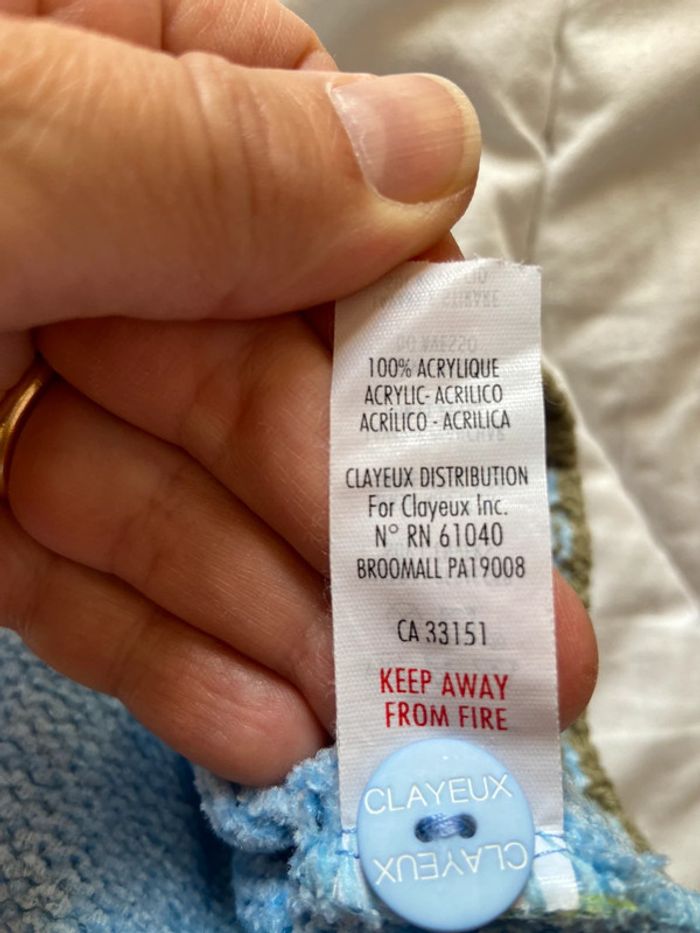 100% ACRYLIQUE
ACRYLIC- ACRILICO
ACRÍLICO - ACRILICA
CLAYEUX DISTRIBUTION
For Clayeux Inc.
N° RN 61040
BROOMALL PA19008
CA 33151
KEEP AWAY
FROM FIRE
CLAYEUX
CLAYEUX